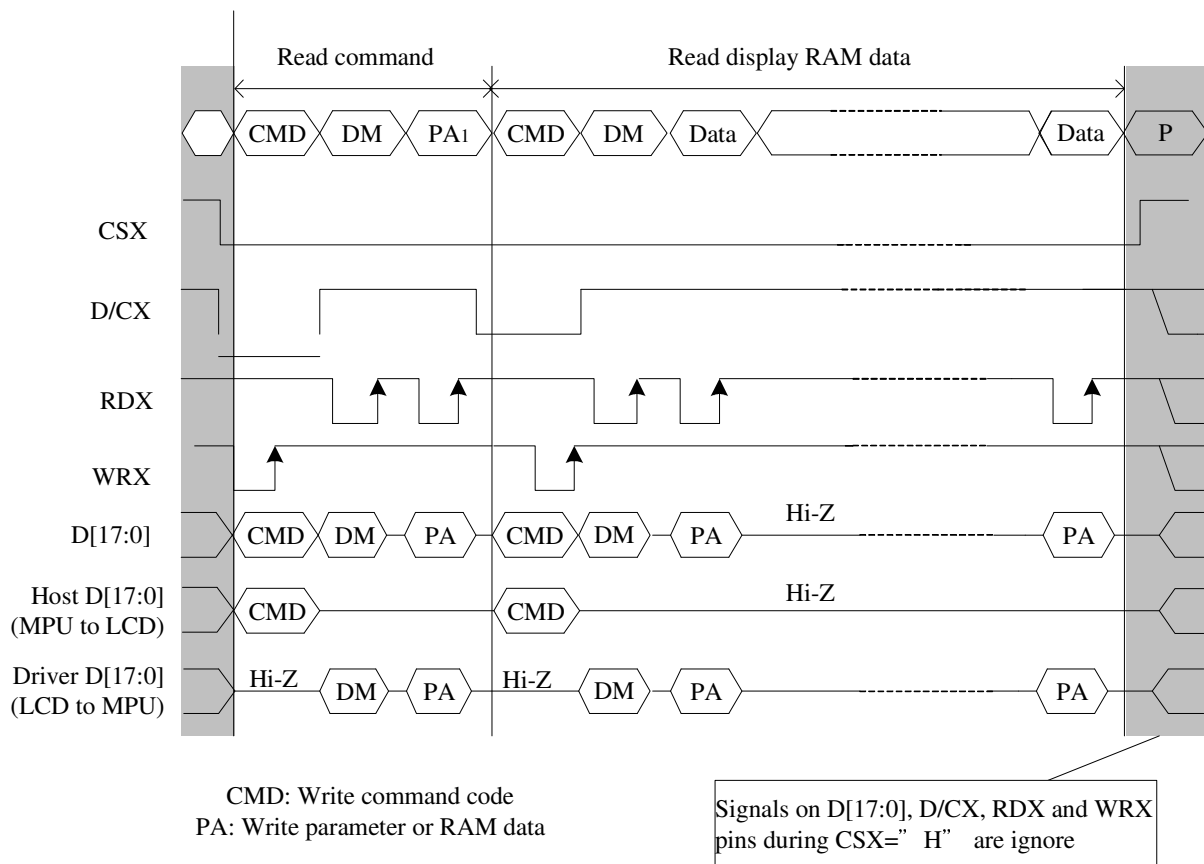 Read command
Read display RAM data
CMD DM PA1 CMD DM Data Data P
CSX
D/CX
RDX
WRX
D[17:0] CMD DM PA CMD DM PA Hi-Z PA
Host D[17:0]
(MPU to LCD)
CMD CMD Hi-Z
Driver D[17:0]
(LCD to MPU)
Hi-Z DM PA Hi-Z DM PA PA
CMD: Write command code
PA: Write parameter or RAM data
Signals on D[17:0], D/CX, RDX and WRX
pins during CSX=” H” are ignore